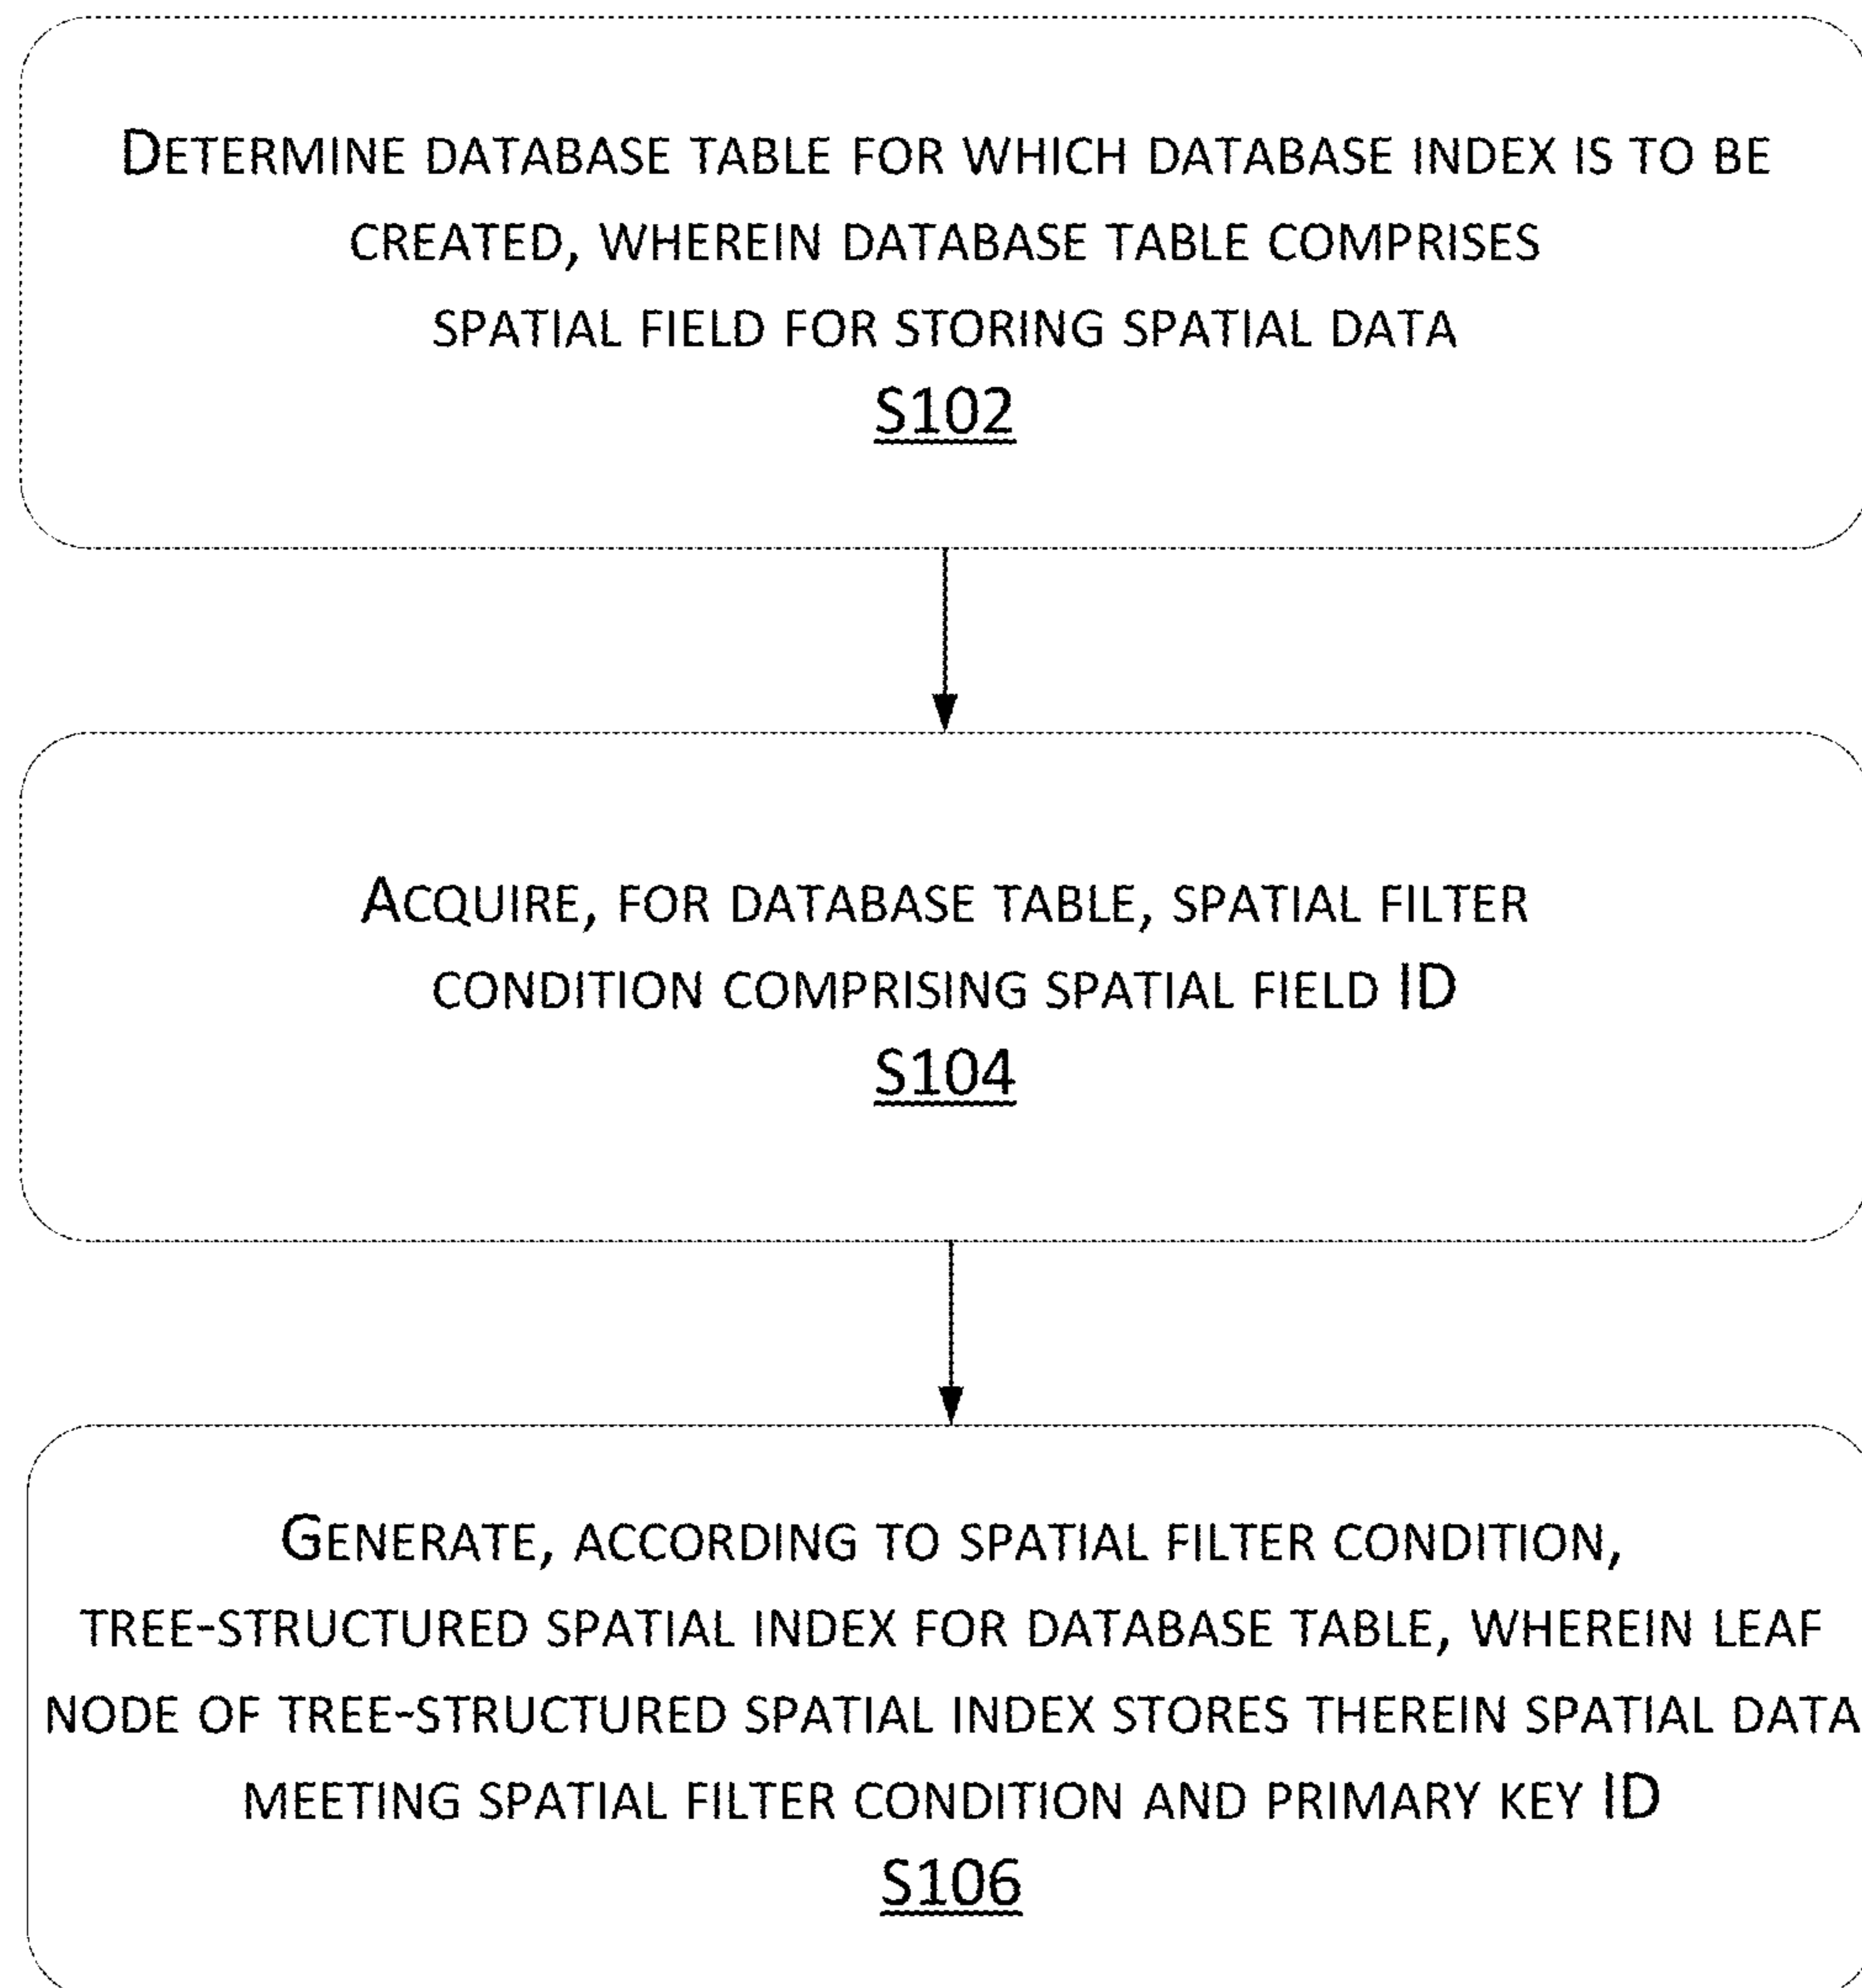 DETERMINE DATABASE TABLE FOR WHICH DATABASE INDEX IS TO BE
CREATED, WHEREIN DATABASE TABLE COMPRISES
SPATIAL FIELD FOR STORING SPATIAL DATA
S102
ACQUIRE, FOR DATABASE TABLE, SPATIAL FILTER
CONDITION COMPRISING SPATIAL FIELD ID
S104
GENERATE, ACCORDING TO SPATIAL FILTER CONDITION,
TREE-STRUCTURED SPATIAL INDEX FOR DATABASE TABLE, WHEREIN LEAF
NODE OF TREE-STRUCTURED SPATIAL INDEX STORES THEREIN SPATIAL DATA
MEETING SPATIAL FILTER CONDITION AND PRIMARY KEY ID
S106